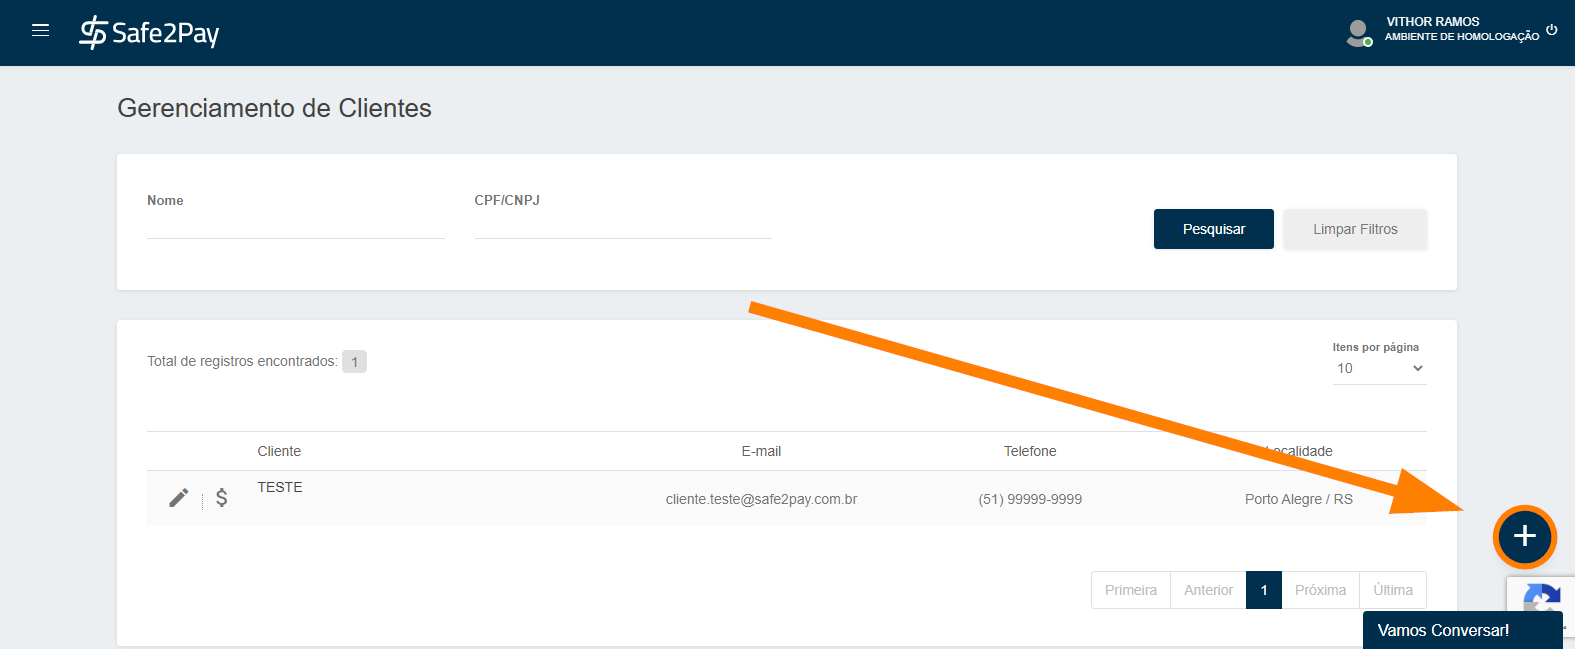 Safe2Pay
VITHOR RAMOS
AMBIENTE DE HOMOLOGAÇÃO
Gerenciamento de Clientes
Nome CPF/CNPJ
Pesquisar Limpar Filtros
Total de registros encontrados: 1
Itens por página
10
Cliente E-mail Telefone Localidade
TESTE
$ cliente.teste@safe2pay.com.br (51) 99999-9999 Porto Alegre / RS
Primeira Anterior 1 Próxima Última
Vamos Conversar!